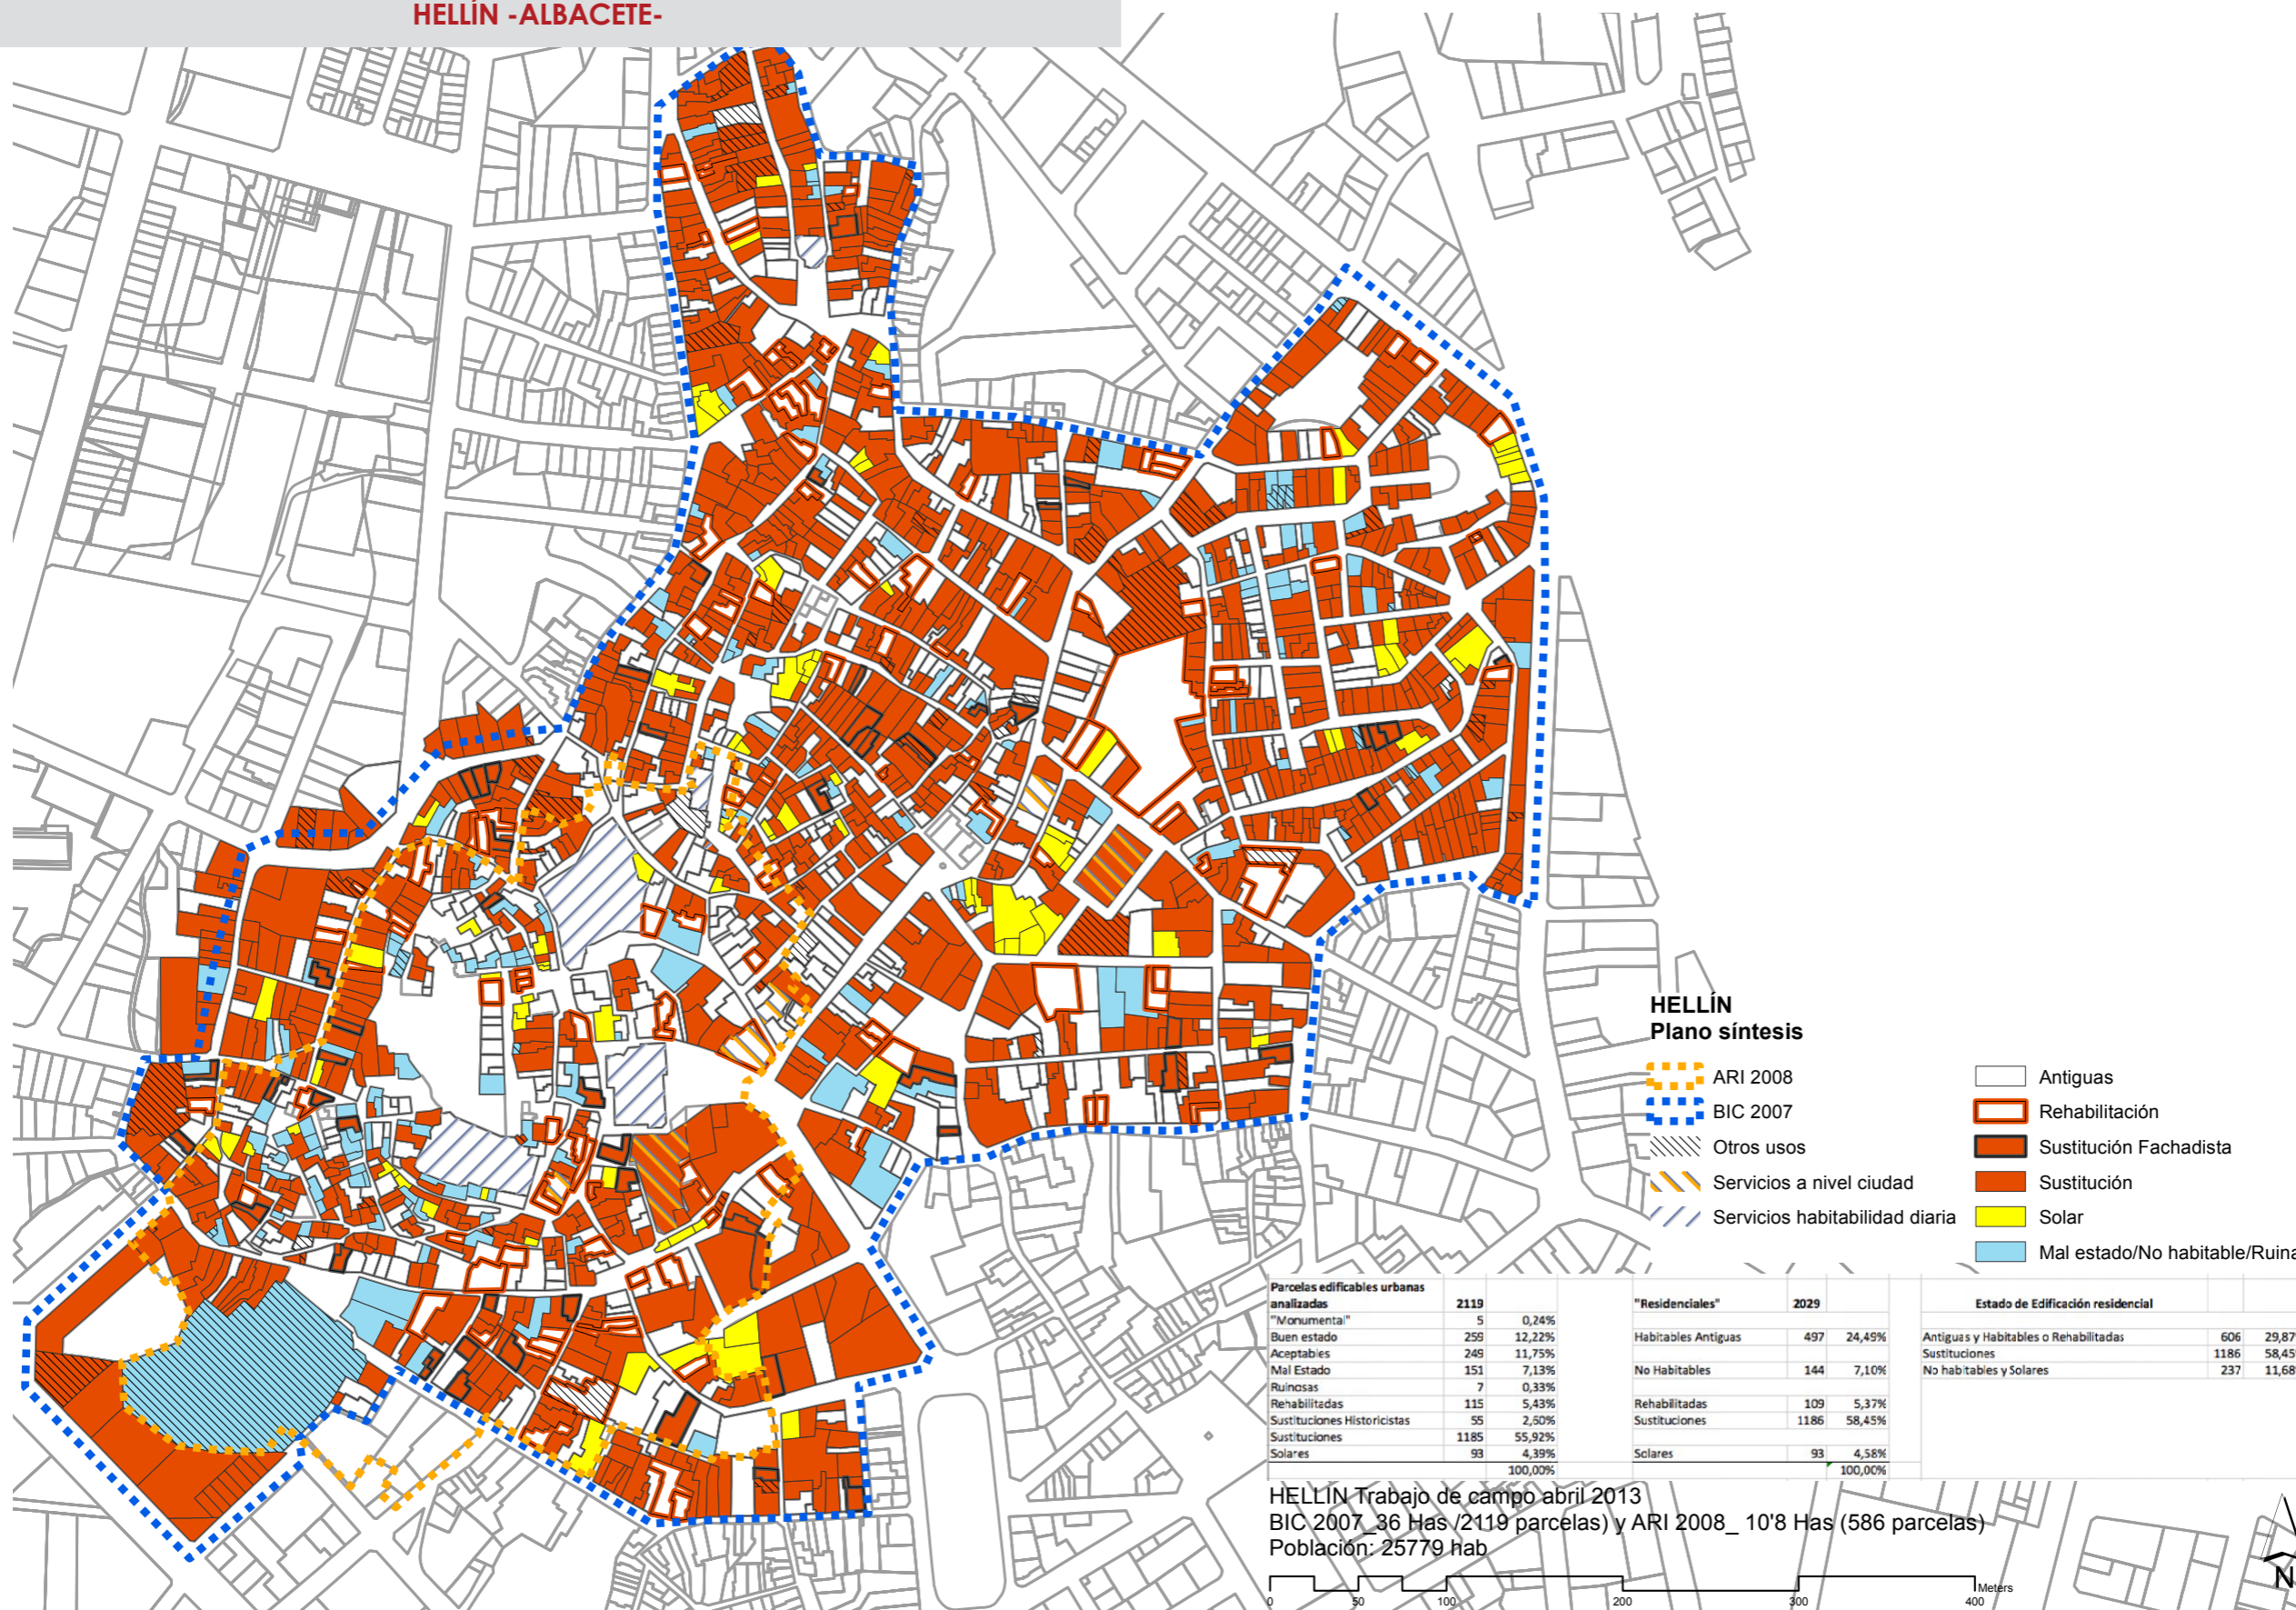 HELLÍN -ALBACETE-
HELLÍN
Plano síntesis
ARI 2008
BIC 2007
Otros usos
Servicios a nivel ciudad
Servicios habitabilidad diaria
Antiguas
Rehabilitación
Sustitución Fachadista
Sustitución
Solar
Mal estado/No habitable/Ruina
Parcelas edificables urbanas
analizadas 2119 "Residenciales" 2029 Estado de Edificación residencial
"Monumental" 5 0,24%
Buen estado 259 12,22% Habitables Antiguas 497 24,49% Antiguas y Habitables o Rehabilitadas 606 29,87
Aceptables 249 11,75% Sustituciones 1186 58,45
Mal Estado 151 7,13% No Habitables 144 7,10% No habitables y Solares 237 11,68
Ruinosas 7 0,33%
Rehabilitadas 115 5,43% Rehabilitadas 109 5,37%
Sustituciones Historicistas 55 2,60% Sustituciones 1186 58,45%
Sustituciones 1185 55,92%
Solares 93 4,39% Solares 93 4,58%
100,00% 100,00%
HELLIN Trabajo de campo abril 2013
BIC 2007_36 Has /2119 parcelas) y ARI 2008_ 10'8 Has (586 parcelas)
Población: 25779 hab
Meters
0 50 100 200 300 400
N